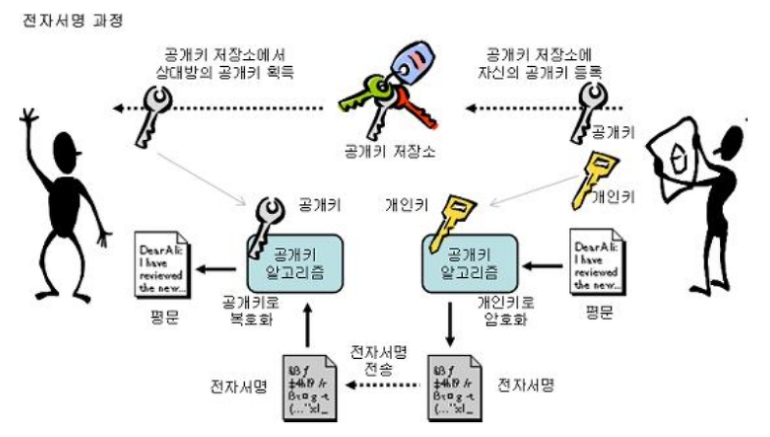 전자서명 과정
공개키 저장소에서
상대방의 공개키 획득
공개키 저장소에
자신의 공개키 등록
공개키
공개키 저장소
개인키
공개키
개인키
공개키
알고리즘
공개키
알고리즘
DearAli:
I have
reviewed
the new...
평문
공개키로
복호화
개인키로
암호화
DearAli:
I have
reviewed
the new...
평문
전자서명
전자서명
전송
전자서명